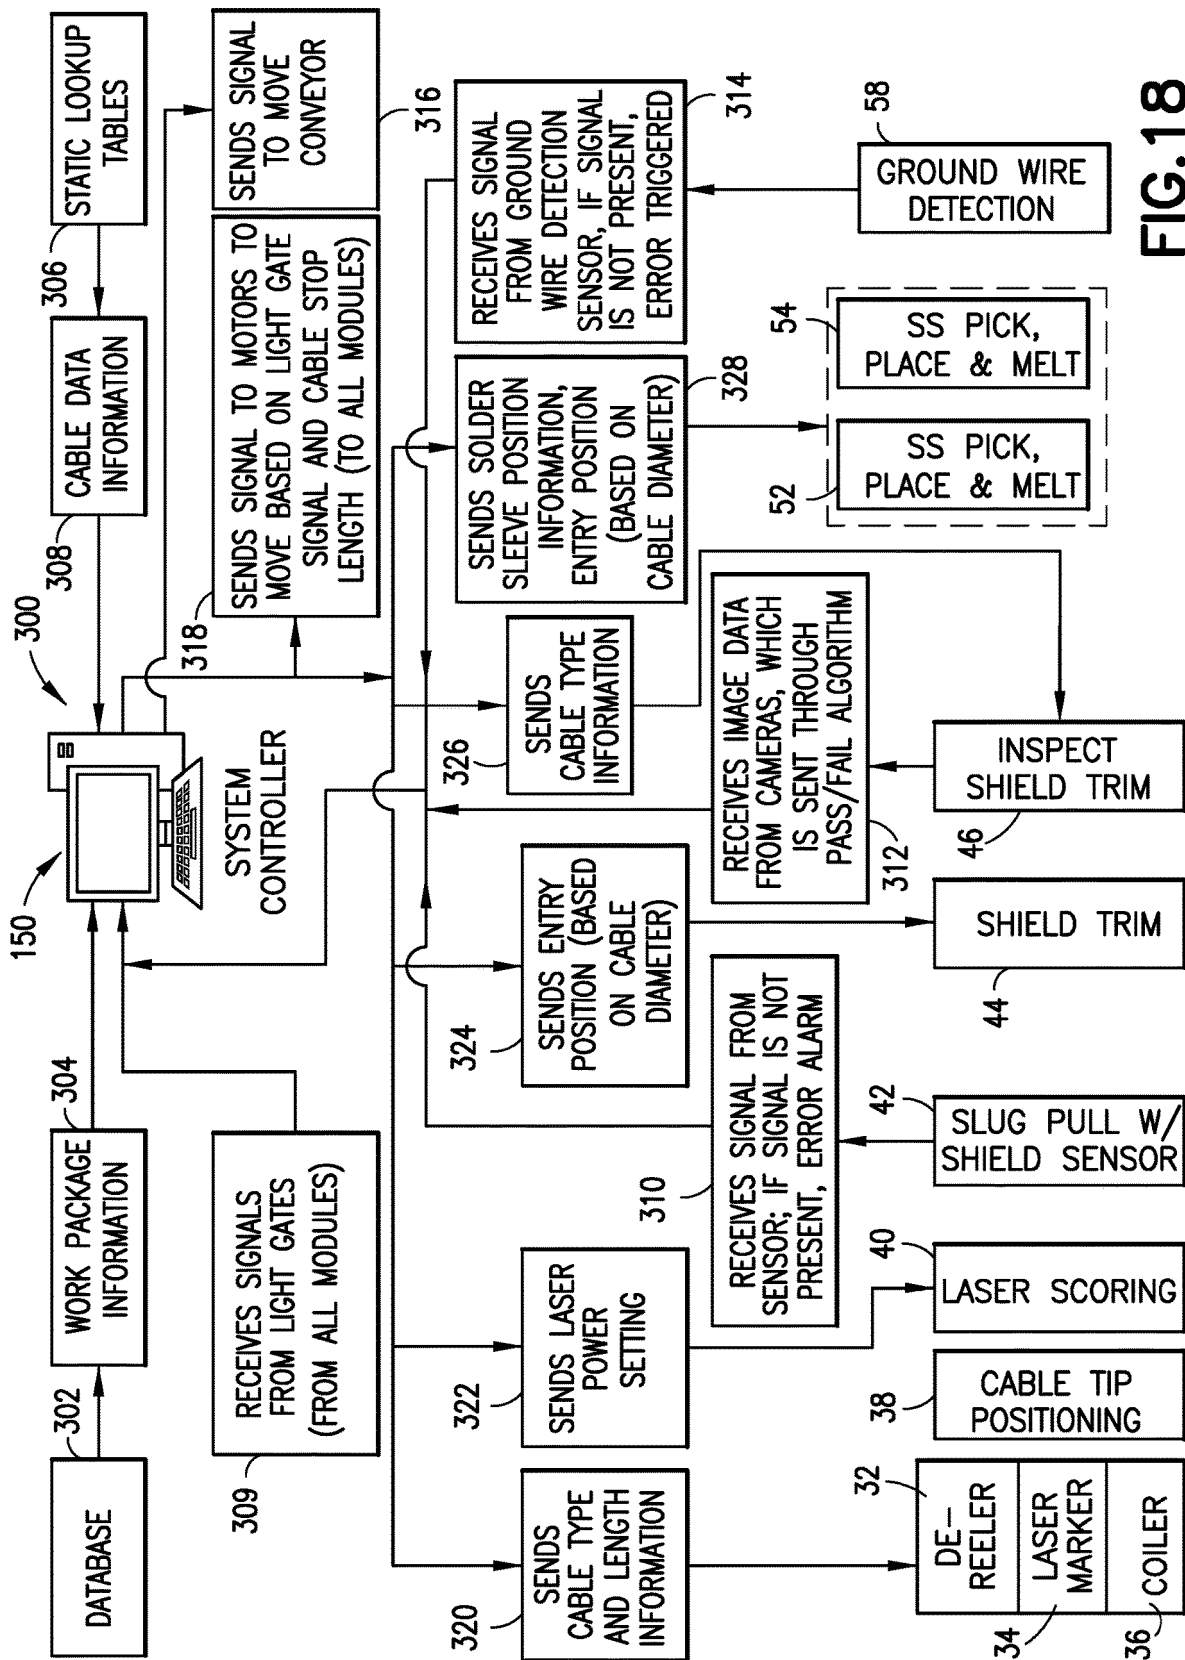 DATABASE
302
WORK PACKAGE
INFORMATION
304
150
300
SYSTEM
CONTROLLER
CABLE DATA
INFORMATION
308
STATIC LOOKUP
TABLES
306
RECEIVES SIGNALS
FROM LIGHT GATES
(FROM ALL MODULES)
309
318
SENDS SIGNAL TO MOTORS TO
MOVE BASED ON LIGHT GATE
SIGNAL AND CABLE STOP
LENGTH (TO ALL MODULES)
SENDS SIGNAL
TO MOVE
CONVEYOR
316
320
SENDS
CABLE TYPE
AND LENGTH
INFORMATION
322
SENDS LASER
POWER
SETTING
324
SENDS ENTRY
POSITION (BASED
ON CABLE
DIAMETER)
326
SENDS
CABLE TYPE
INFORMATION
SENDS SOLDER
SLEEVE POSITION
INFORMATION,
ENTRY POSITION
(BASED ON
CABLE DIAMETER)
328
RECEIVES SIGNAL
FROM GROUND
WIRE DETECTION
SENSOR, IF SIGNAL
IS NOT PRESENT,
ERROR TRIGGERED
314
310
RECEIVES SIGNAL FROM
SENSOR; IF SIGNAL IS NOT
PRESENT, ERROR ALARM
RECEIVES IMAGE DATA
FROM CAMERAS, WHICH
IS SENT THROUGH
PASS/FAIL ALGORITHM
312
32
DE-
REELER
LASER
MARKER
34
COILER
36
38
CABLE TIP
POSITIONING
40
LASER SCORING
42
SLUG PULL W/
SHIELD SENSOR
SHIELD TRIM
44
INSPECT
SHIELD TRIM
46
52
SS PICK,
PLACE & MELT
54
SS PICK,
PLACE & MELT
58
GROUND WIRE
DETECTION
FIG.18